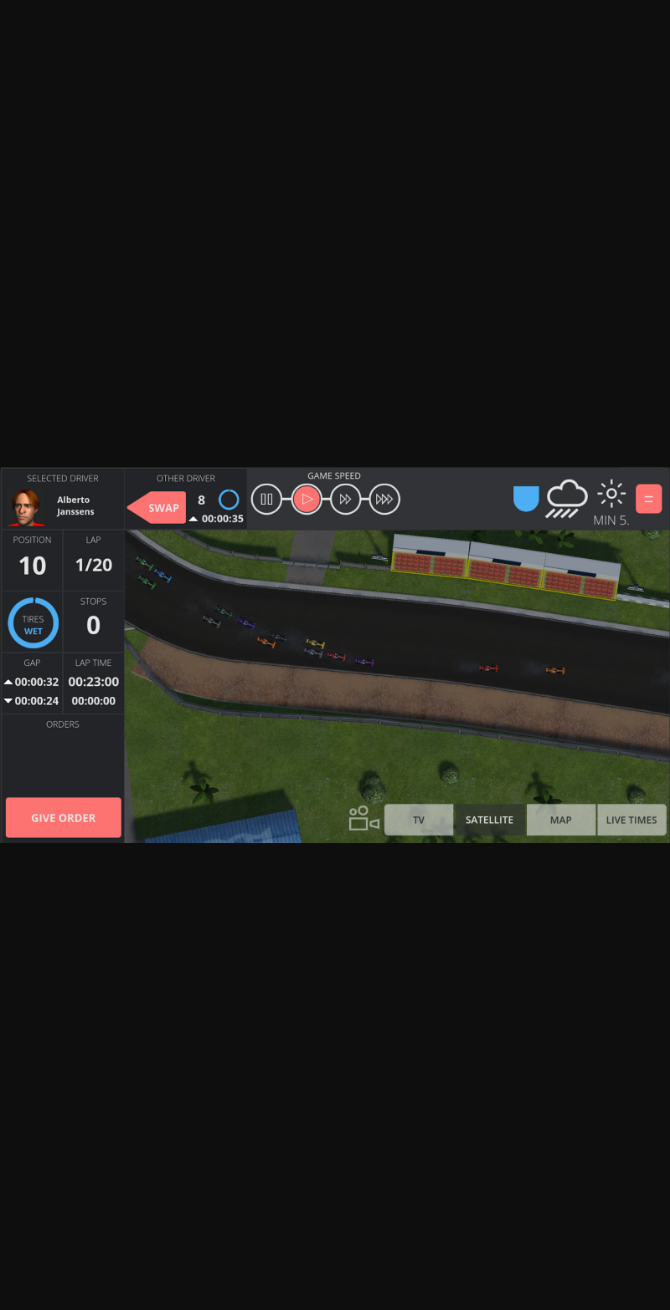 SELECTED DRIVER
Alberto
Janssens
OTHER DRIVER
SWAP
8
00:00:35
GAME SPEED
MIN 5.
POSITION
10
LAP
1/20
TIRES
WET
STOPS
0
GAP
00:00:32
00:00:24
LAP TIME
00:23:00
00:00:00
ORDERS
GIVE ORDER
TV
SATELLITE
MAP
LIVE TIMES